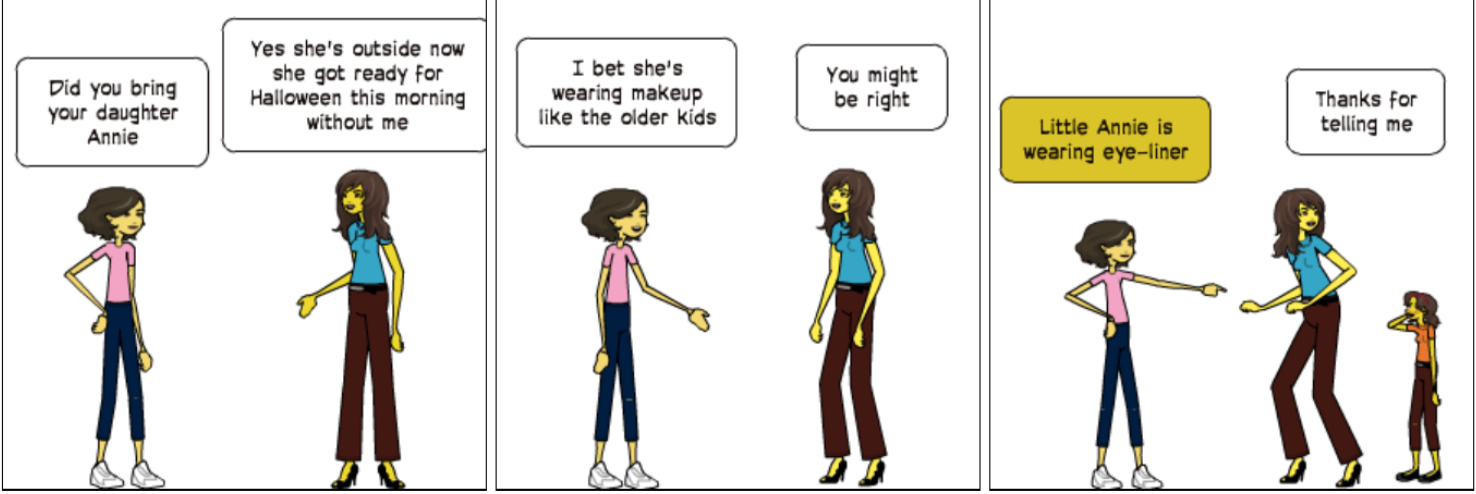 Did you bring
your daughter
Annie
Yes she's outside now
she got ready for
Halloween this morning
without me
I bet she's
wearing makeup
like the older kids
You might
be right
Little Annie is
wearing eye-liner
Thanks for
telling me